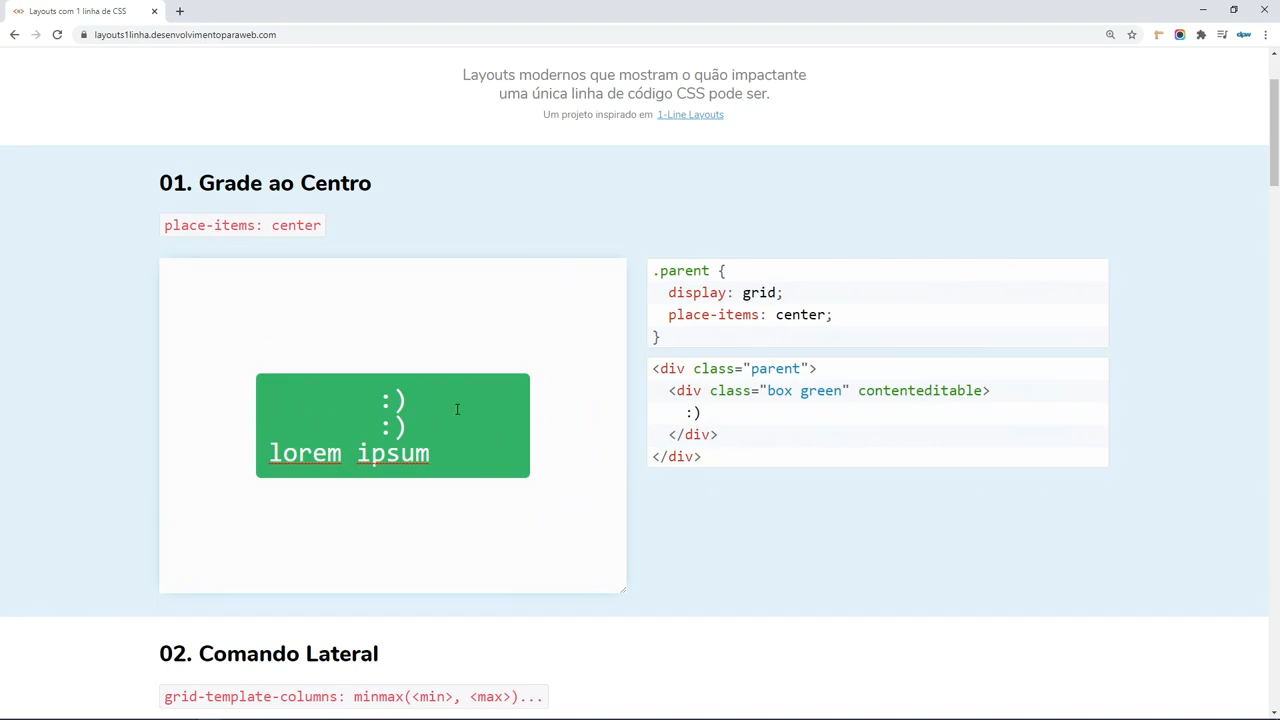 Layouts com 1 linha de CSS
layouts1linha.desenvolvimentoparaweb.com
dpw
Layouts modernos que mostram o quão impactante
uma única linha de código CSS pode ser.
Um projeto inspirado em 1-Line Layouts
01. Grade ao Centro
place-items: center
:)
:)
lorem ipsum
.parent {
display: grid;
place-items: center;
}
<div class="parent">
<div class="box green" contenteditable>
:)
</div>
</div>
02. Comando Lateral
grid-template-columns: minmax(<min>, <max>)...